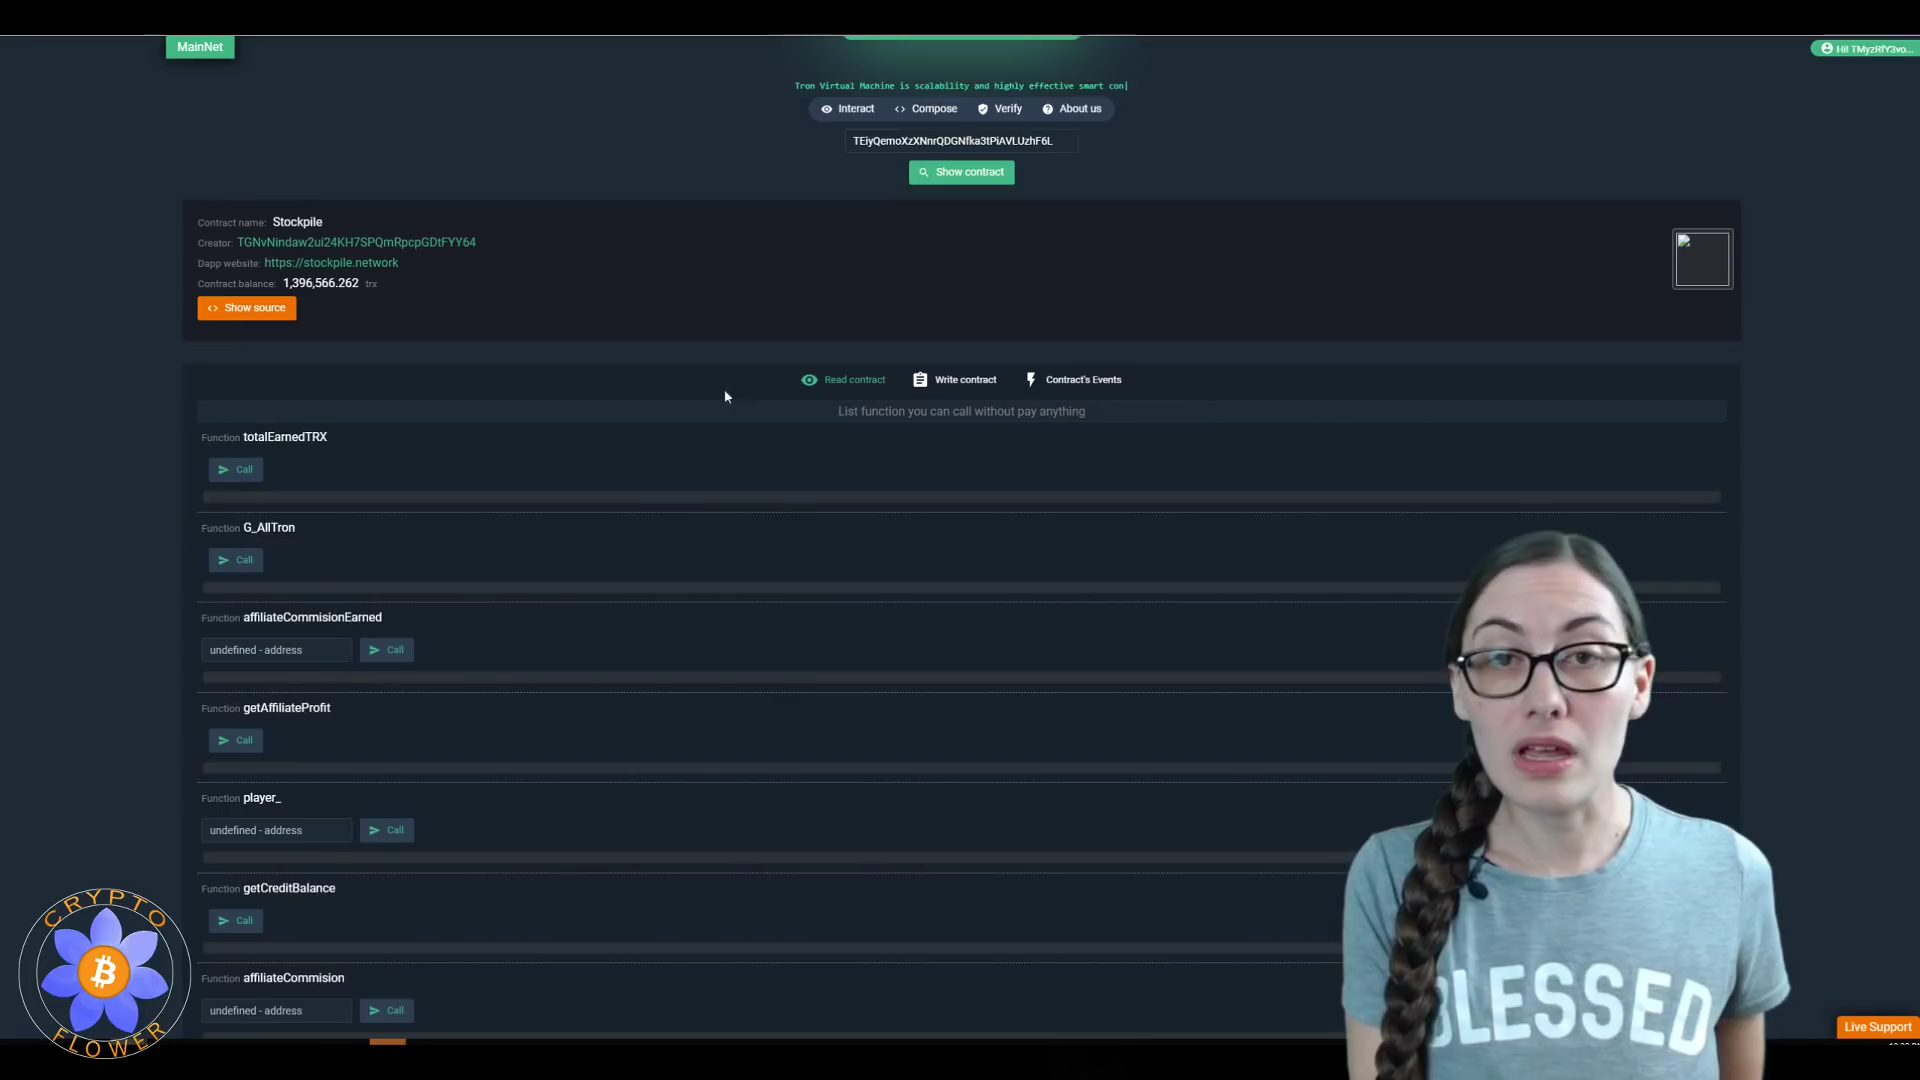 MainNet
Hi! TMyzRfY3vo...
Tron Virtual Machine is scalability and highly effective smart con|
Interact Compose Verify About us
TEiyQemoXzXNnrQDGNfka3tPiAVLUzhF6L
Show contract
Contract name: Stockpile
Creator: TGNvNindaw2ui24KH7SPQmRpcpGDtFYY64
Dapp website: https://stockpile.network
Contract balance: 1,396,566.262 trx
Show source
Read contract Write contract Contract's Events
List function you can call without pay anything
Function totalEarnedTRX
Call
Function G_AllTron
Call
Function affiliateCommisionEarned
undefined - address Call
Function getAffiliateProfit
Call
Function player_
undefined - address Call
Function getCreditBalance
Call
Function affiliateCommision
undefined - address Call
CRYPTO
FLOWER
BLESSED
Live Support